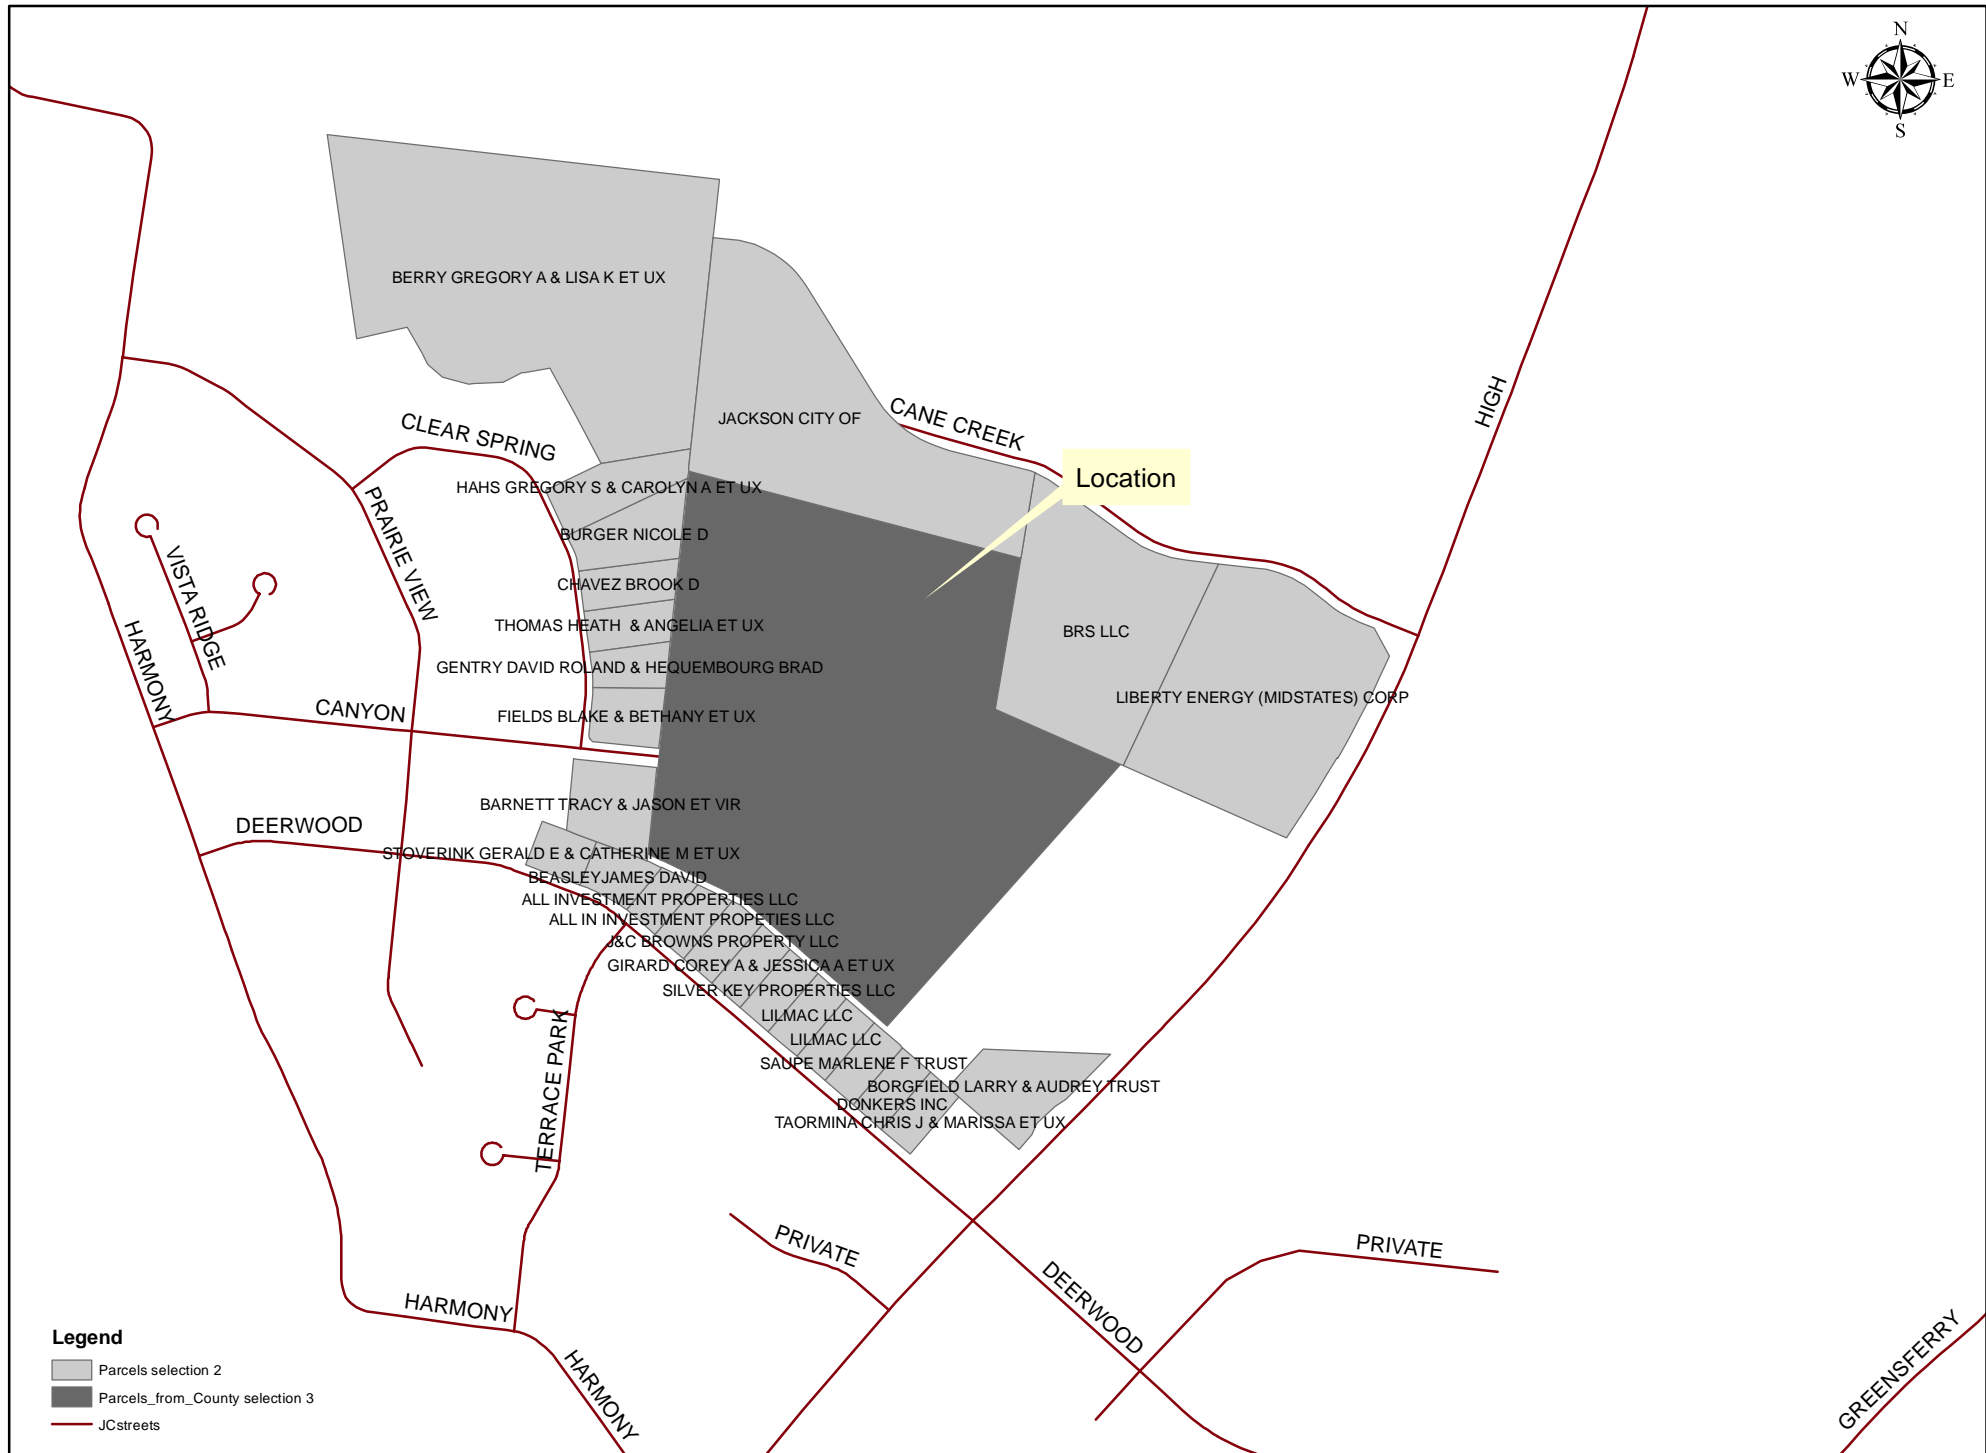 N
W
E
S
BERRY GREGORY A & LISA K ET UX
JACKSON CITY OF
CANE CREEK
HIGH
CLEAR SPRING
Location
HAHS GREGORY S & CAROLYN A ET UX
PRAIRIE VIEW
BURGER NICOLE D
VISTA RIDGE
CHAVEZ BROOK D
THOMAS HEATH & ANGELIA ET UX
BRS LLC
HARMONY
GENTRY DAVID ROLAND & HEQUEMBOURG BRAD
LIBERTY ENERGY (MIDSTATES) CORP
CANYON
FIELDS BLAKE & BETHANY ET UX
BARNETT TRACY & JASON ET VIR
DEERWOOD
STOVERINK GERALD E & CATHERINE M ET UX
BEASLEYJAMES DAVID
ALL INVESTMENT PROPERTIES LLC
ALL IN INVESTMENT PROPETIES LLC
J&C BROWNS PROPERTY LLC
GIRARD COREY A & JESSICA A ET UX
SILVER KEY PROPERTIES LLC
LILMAC LLC
LILMAC LLC
SAUPE MARLENE F TRUST
BORGFIELD LARRY & AUDREY TRUST
DONKERS INC
TAORMINA CHRIS J & MARISSA ET UX
TERRACE PARK
PRIVATE
PRIVATE
DEERWOOD
HARMONY
HARMONY
GREENSFERRY
Legend
Parcels selection 2
Parcels_from_County selection 3
JCstreets